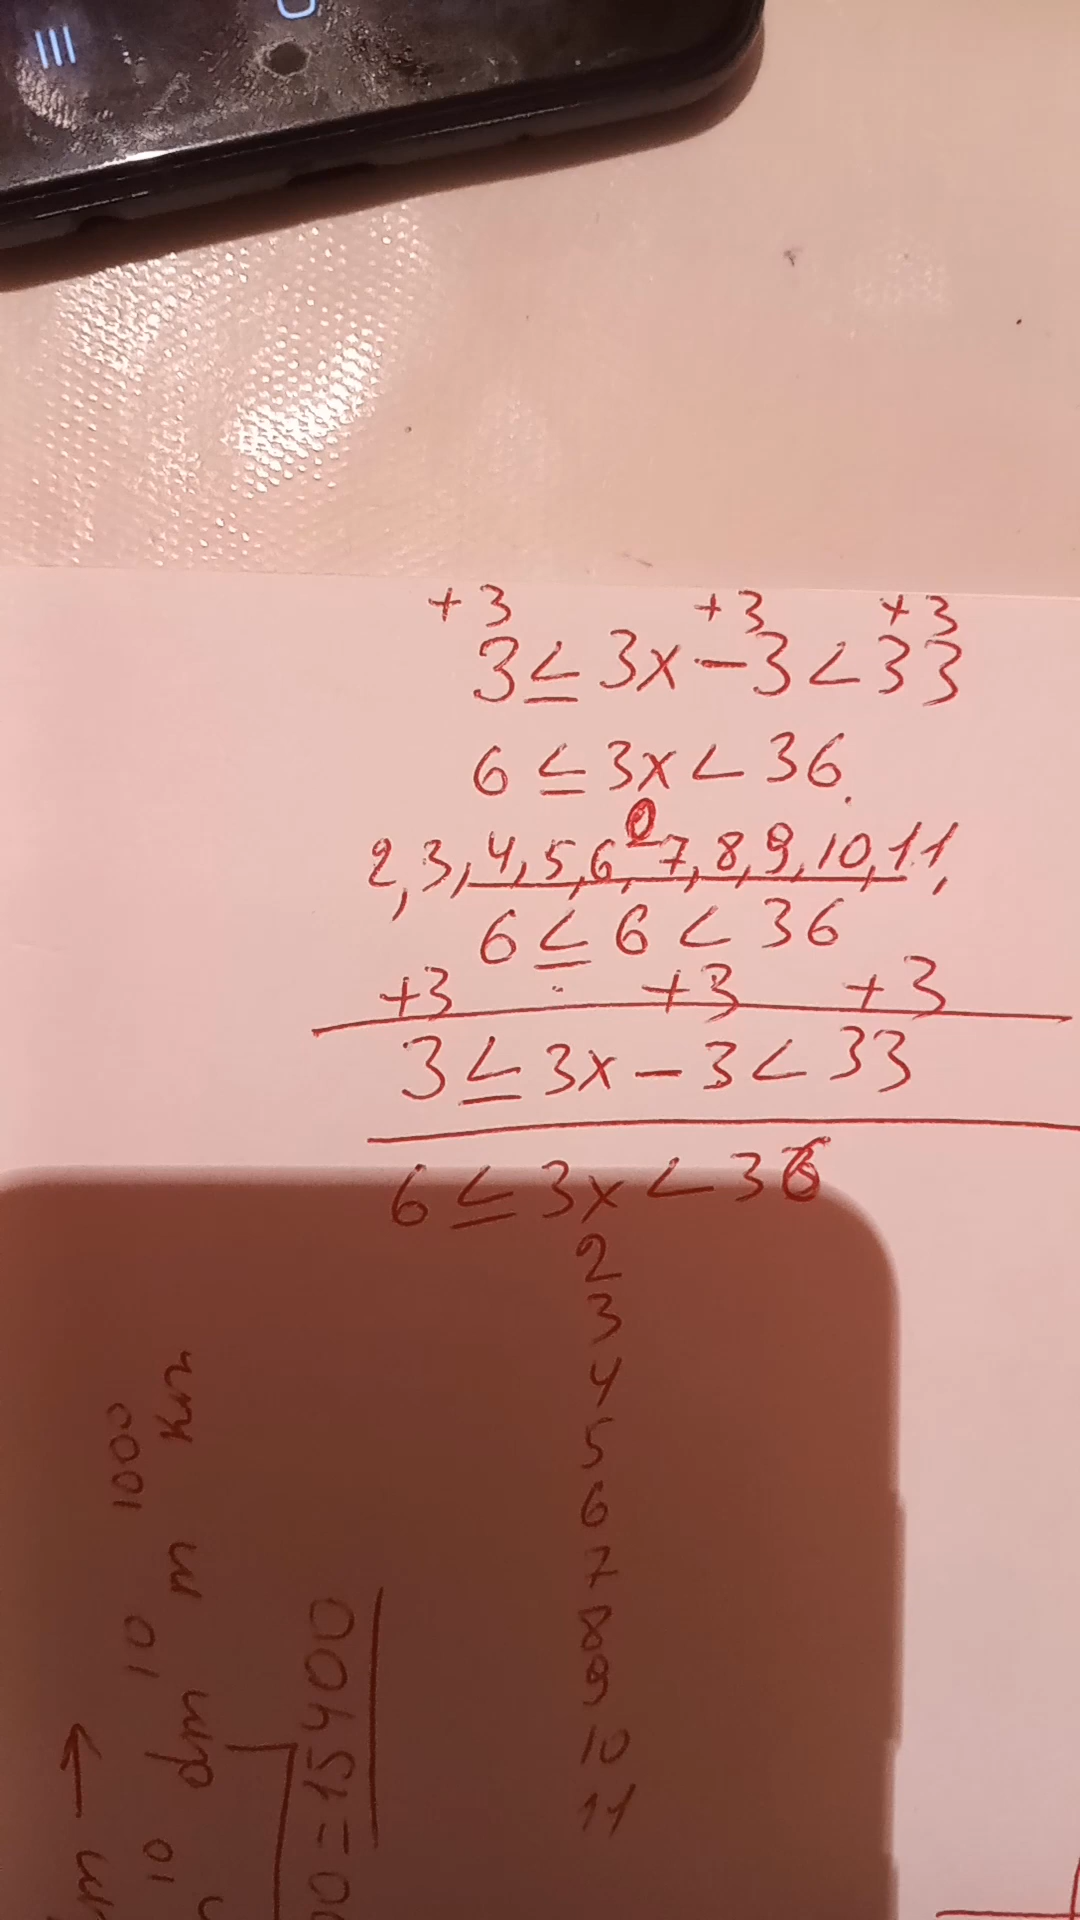 +3 +3 +3
3 ≤ 3x - 3 < 33
6 ≤ 3x < 36
2, 3, 4, 5, 6, 7, 8, 9, 10, 11,
6 ≤ 6 < 36
+3 +3 +3
3 ≤ 3x - 3 < 33
6 ≤ 3x < 36
2
3
4
5
6
7
8
9
10
11
10 10 1000
m → dm m km
00 = 15400